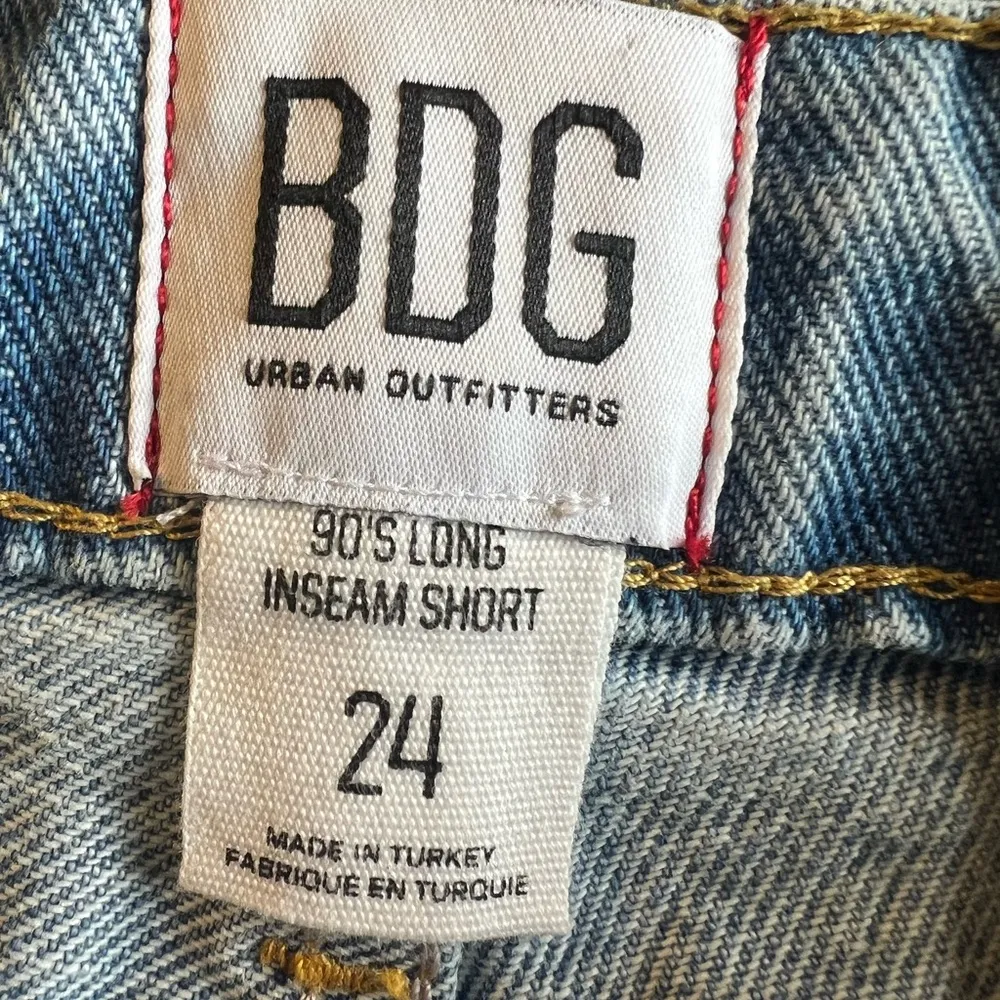 BDG
URBAN OUTFITTERS
90'S LONG
INSEAM SHORT
24
MADE IN TURKEY
FABRIQUE EN TURQUIE